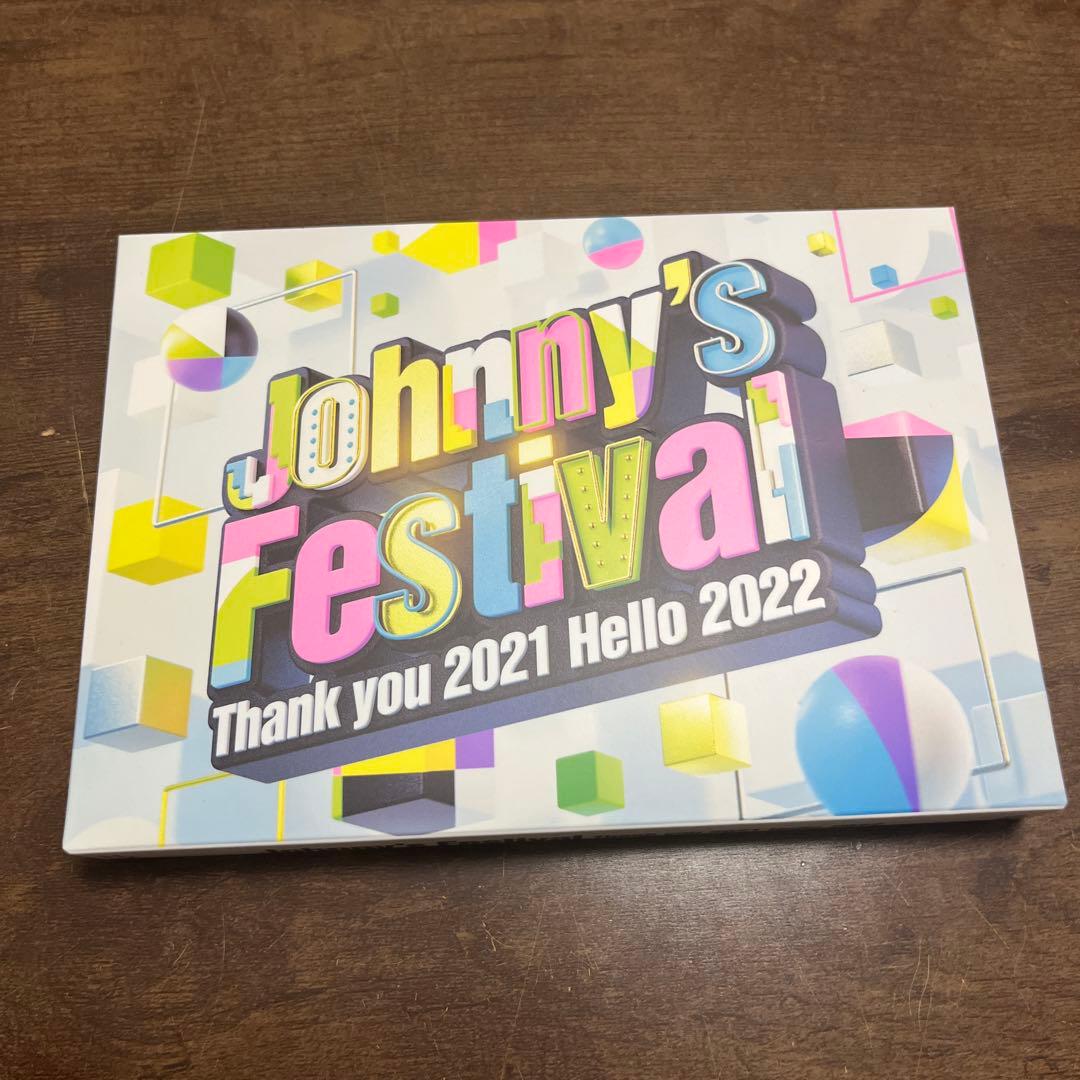 Johnny's
Festival
Thank you 2021 Hello 2022